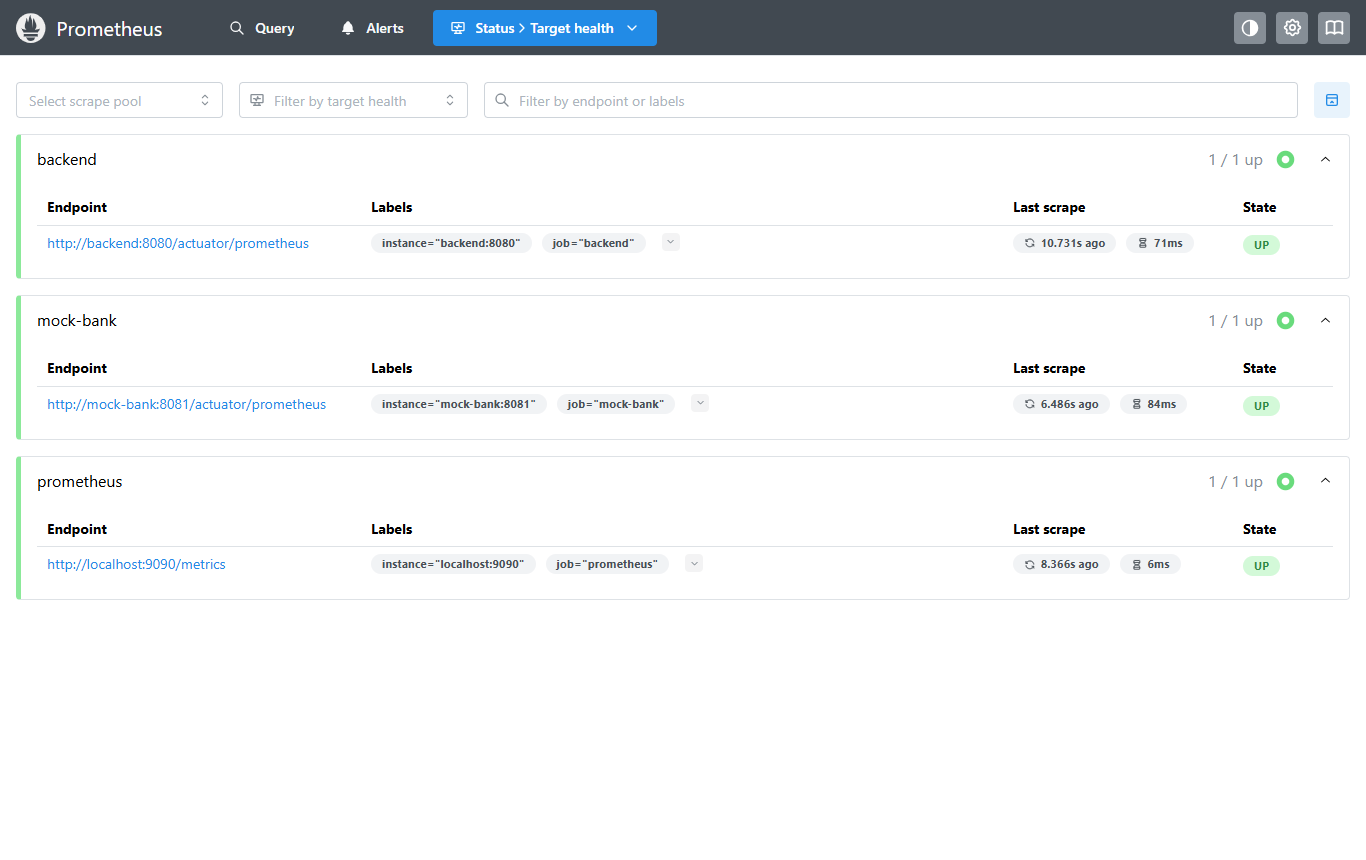 Prometheus Query Alerts Status > Target health
Select scrape pool Filter by target health Filter by endpoint or labels
backend 1 / 1 up
Endpoint Labels Last scrape State
http://backend:8080/actuator/prometheus instance="backend:8080" job="backend" 10.731s ago 71ms UP
mock-bank 1 / 1 up
Endpoint Labels Last scrape State
http://mock-bank:8081/actuator/prometheus instance="mock-bank:8081" job="mock-bank" 6.486s ago 84ms UP
prometheus 1 / 1 up
Endpoint Labels Last scrape State
http://localhost:9090/metrics instance="localhost:9090" job="prometheus" 8.366s ago 6ms UP